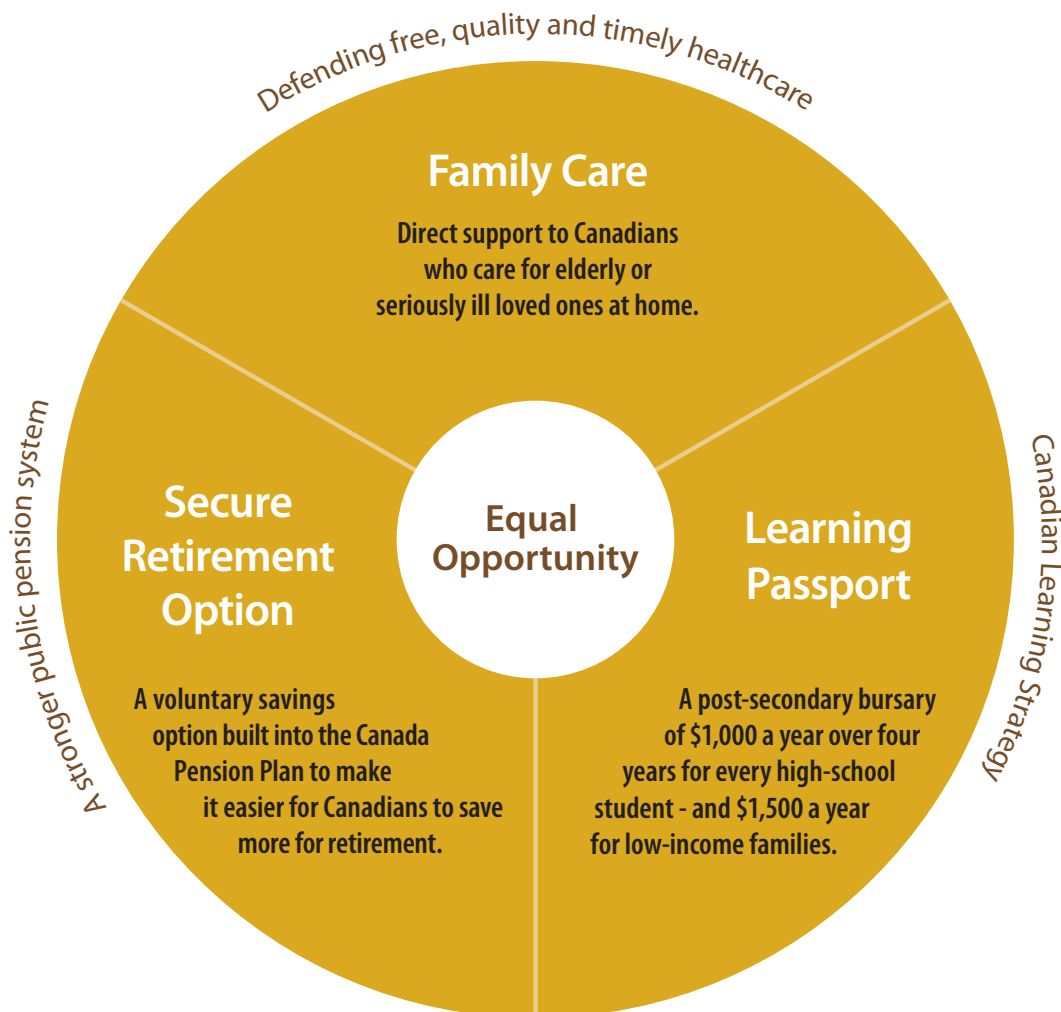 Defending free, quality and timely healthcare
Family Care
Direct support to Canadians
who care for elderly or
seriously ill loved ones at home.
A stronger public pension system
Secure
Retirement
Option
A voluntary savings
option built into the Canada
Pension Plan to make
it easier for Canadians to save
more for retirement.
Equal
Opportunity
Learning
Passport
A post-secondary bursary
of $1,000 a year over four
years for every high-school
student - and $1,500 a year
for low-income families.
Canadian Learning Strategy